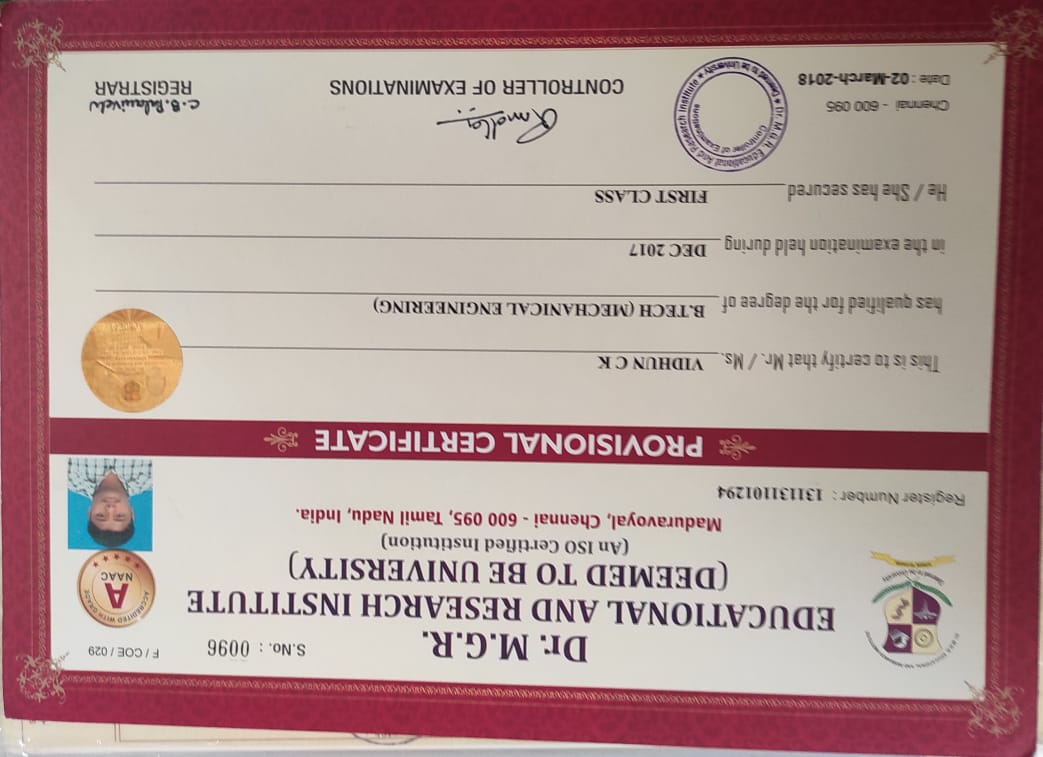 Dr. M.G.R.
EDUCATIONAL AND RESEARCH INSTITUTE
(DEEMED TO BE UNIVERSITY)
(An ISO Certified Institution)
Maduravoyal, Chennai - 600 095, Tamil Nadu, India.
S.No. : 0096
F / COE / 029
ACCREDITED WITH GRADE
A
NAAC
Deemed to be University
Register Number : 131131101294
PROVISIONAL CERTIFICATE
This is to certify that Mr. / Ms. VIDHUN C K
has qualified for the degree of B.TECH (MECHANICAL ENGINEERING)
in the examination held during DEC 2017
He / She has secured FIRST CLASS
Dr. M.G.R. Educational And Research Institute
Controller of Examinations
Deemed to be University
Chennai - 600 095
Date : 02-March-2018
CONTROLLER OF EXAMINATIONS
C.B. Palanivelu
REGISTRAR